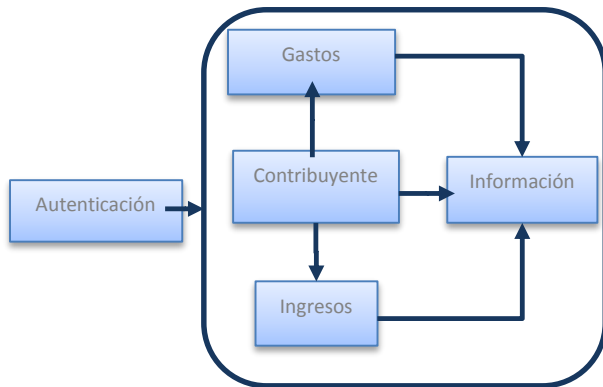 Gastos
Contribuyente
Información
Autenticación
Ingresos